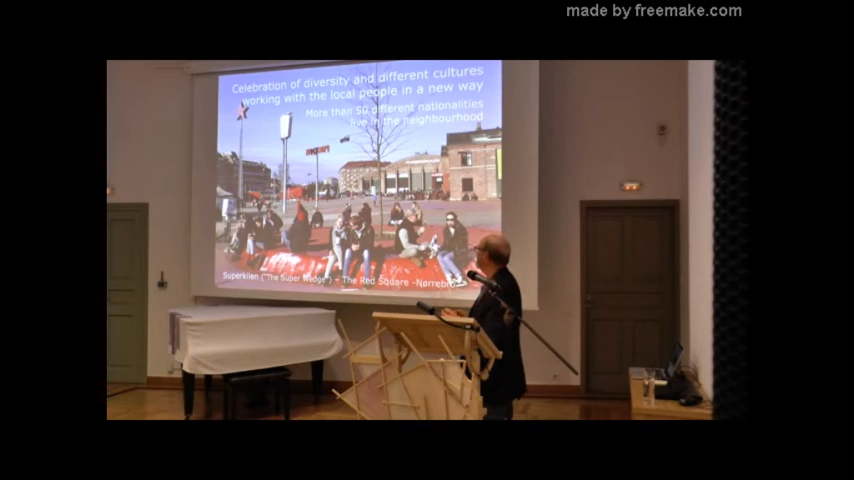 made by freemake.com
Celebration of diversity and different cultures
working with the local people in a new way
More than 50 different nationalities
live in the neighbourhood
Superkilen ("The Super Wedge") – The Red Square -Nørrebro